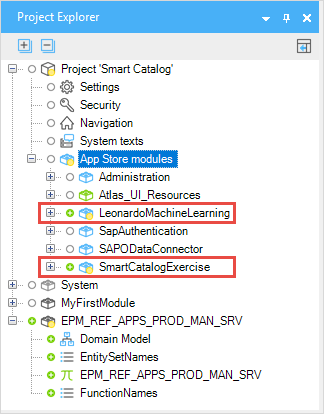 Project Explorer
Project 'Smart Catalog'
Settings
Security
Navigation
System texts
App Store modules
Administration
Atlas_UI_Resources
LeonardoMachineLearning
SapAuthentication
SAPODataConnector
SmartCatalogExercise
System
MyFirstModule
EPM_REF_APPS_PROD_MAN_SRV
Domain Model
EntitySetNames
EPM_REF_APPS_PROD_MAN_SRV
FunctionNames